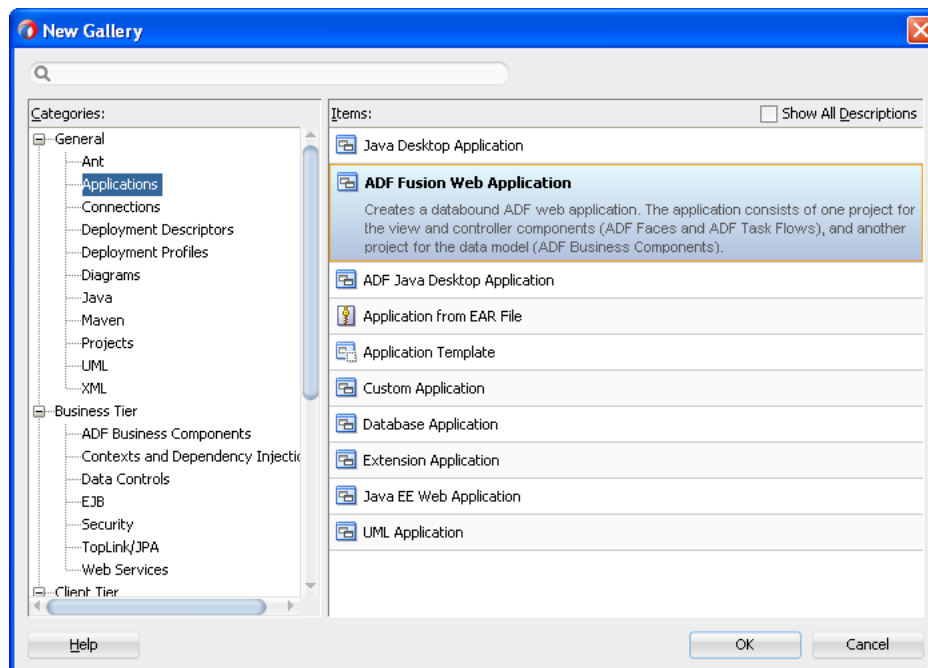 New Gallery
Categories:
General
Ant
Applications
Connections
Deployment Descriptors
Deployment Profiles
Diagrams
Java
Maven
Projects
UML
XML
Business Tier
ADF Business Components
Contexts and Dependency Injectic
Data Controls
EJB
Security
TopLink/JPA
Web Services
Client Tier
Items:
Show All Descriptions
Java Desktop Application
ADF Fusion Web Application
Creates a databound ADF web application. The application consists of one project for
the view and controller components (ADF Faces and ADF Task Flows), and another
project for the data model (ADF Business Components).
ADF Java Desktop Application
Application from EAR File
Application Template
Custom Application
Database Application
Extension Application
Java EE Web Application
UML Application
Help
OK
Cancel